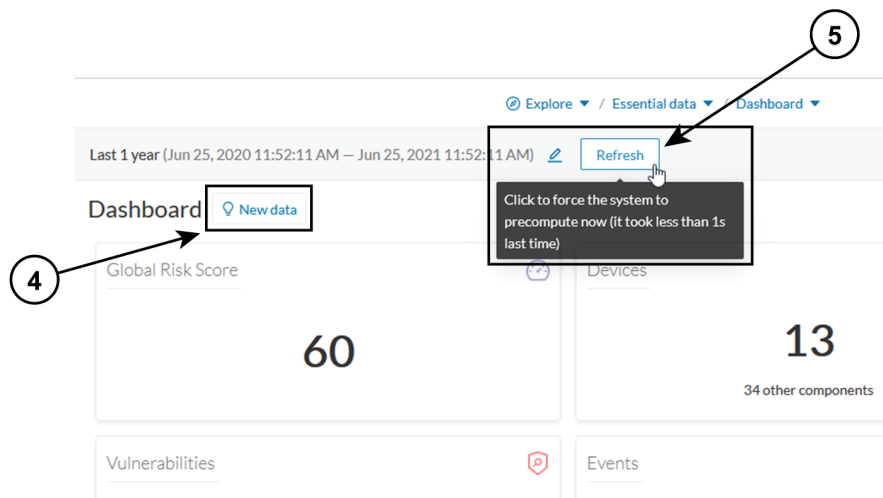 5
Explore / Essential data / Dashboard
Last 1 year (Jun 25, 2020 11:52:11 AM — Jun 25, 2021 11:52:11 AM) Refresh
Click to force the system to
precompute now (it took less than 1s
last time)
Dashboard New data
4
Global Risk Score
60
Devices
13
34 other components
Vulnerabilities
Events